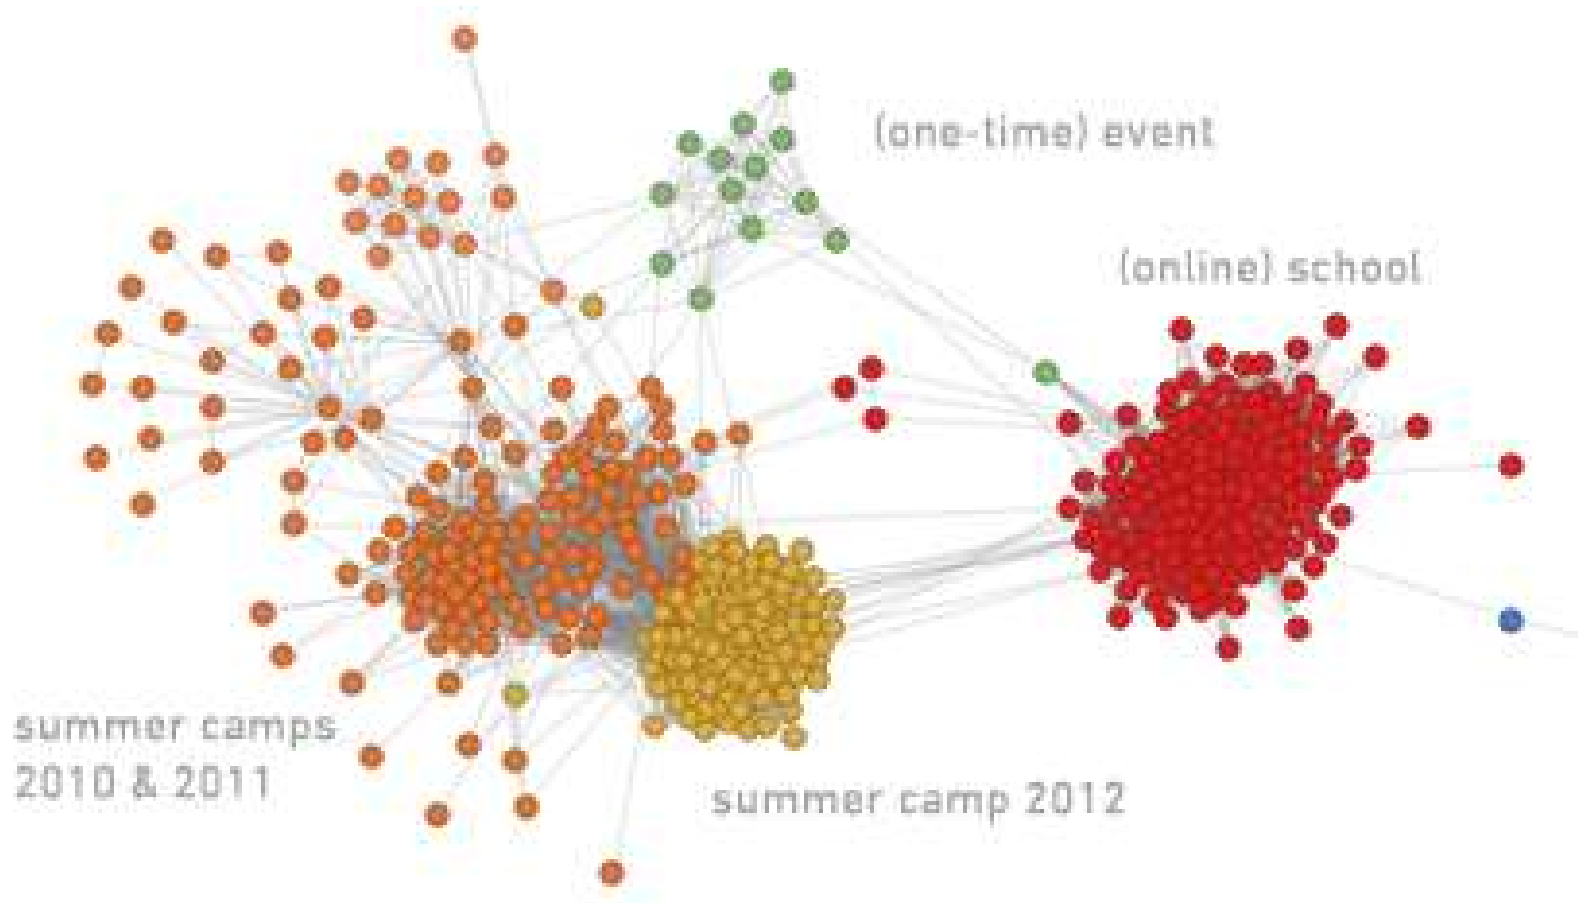 (one-time) event
(online) school
summer camps
2010 & 2011
summer camp 2012